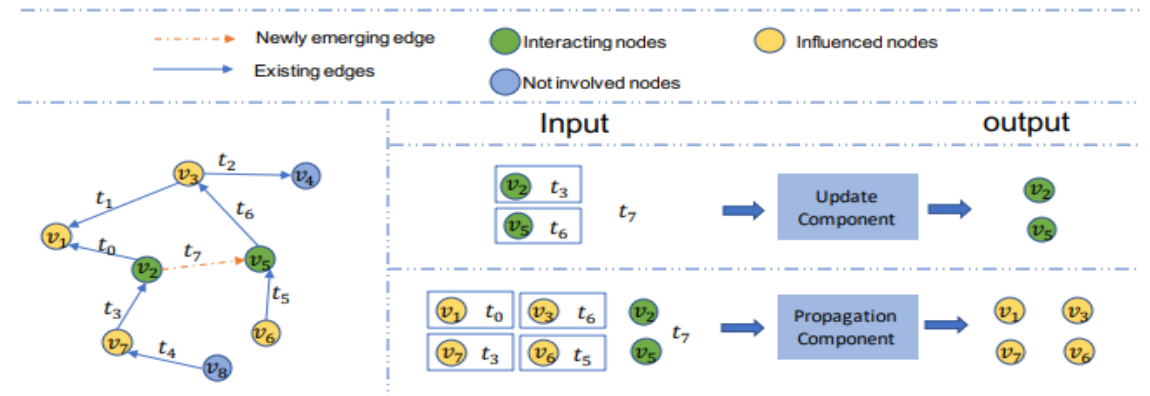 Newly emerging edge
Existing edges
Interacting nodes
Not involved nodes
Influenced nodes
Input
output
v₃ t₂ v₄
t₁ t₆
v₁ t₀ t₇ v₅
v₂
t₃ t₅
v₇ t₄ v₆
v₈
v₂ t₃
v₅ t₆
t₇
Update
Component
v₂
v₅
v₁ t₀ v₃ t₆ v₂
v₇ t₃ v₆ t₅ v₅
t₇
Propagation
Component
v₁ v₃
v₇ v₆